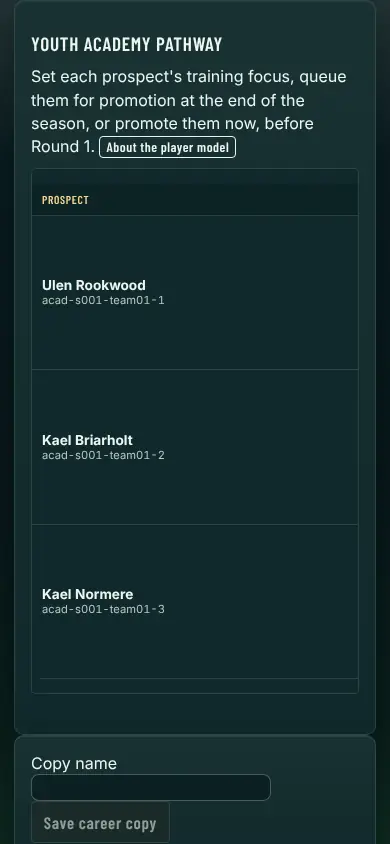 YOUTH ACADEMY PATHWAY
Set each prospect's training focus, queue
them for promotion at the end of the
season, or promote them now, before
Round 1. About the player model
PROSPECT
Ulen Rookwood
acad-s001-team01-1
Kael Briarholt
acad-s001-team01-2
Kael Normere
acad-s001-team01-3
Copy name
Save career copy